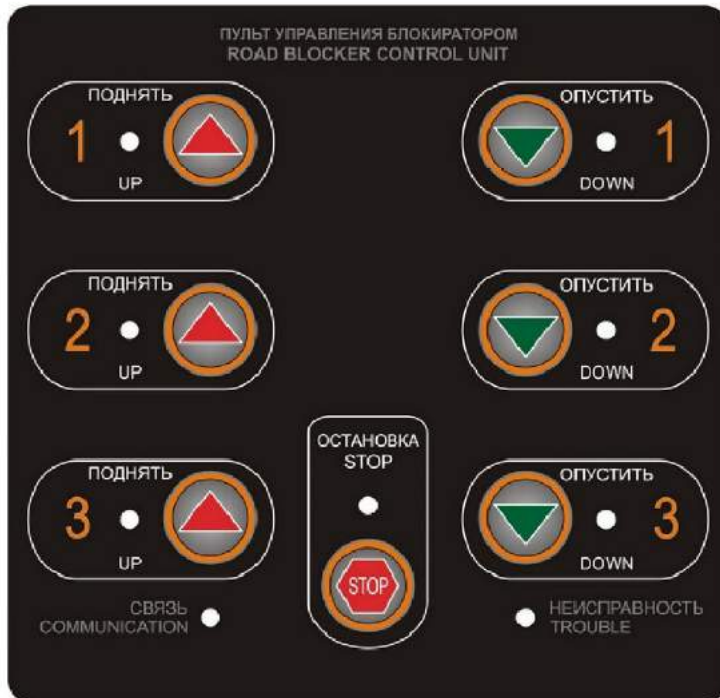 ПУЛЬТ УПРАВЛЕНИЯ БЛОКИРАТОРОМ
ROAD BLOCKER CONTROL UNIT
ПОДНЯТЬ
1
UP
ОПУСТИТЬ
1
DOWN
ПОДНЯТЬ
2
UP
ОПУСТИТЬ
2
DOWN
ПОДНЯТЬ
3
UP
ОСТАНОВКА
STOP
STOP
ОПУСТИТЬ
3
DOWN
СВЯЗЬ
COMMUNICATION
НЕИСПРАВНОСТЬ
TROUBLE